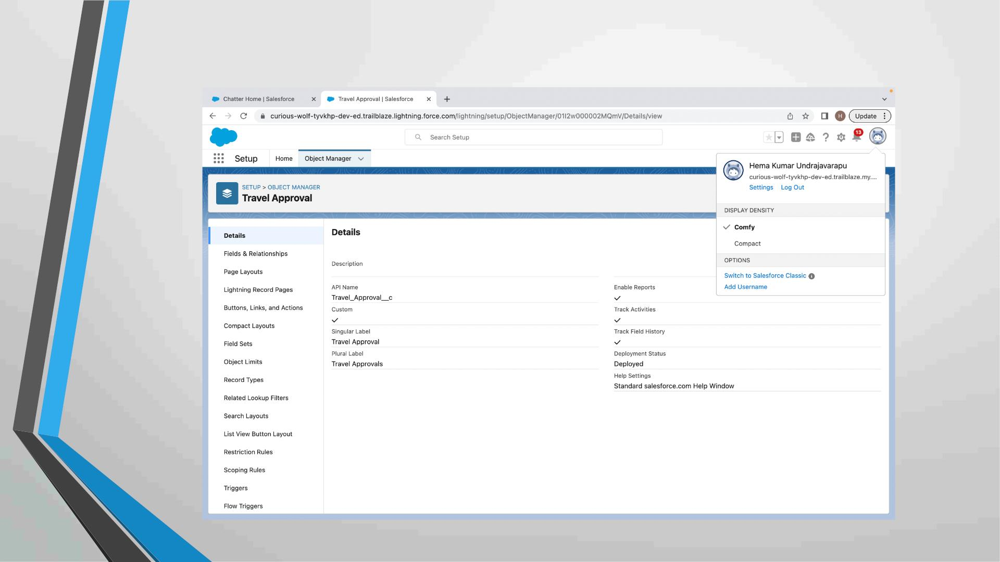 Chatter Home | Salesforce
Travel Approval | Salesforce
curious-wolf-tyvkhp-dev-ed.trailblaze.lightning.force.com/lightning/setup/ObjectManager/01I2w000002MQmV/Details/view
H
Update
Search Setup
13
Setup
Home
Object Manager
Hema Kumar Undrajavarapu
curious-wolf-tyvkhp-dev-ed.trailblaze.my....
Settings Log Out
DISPLAY DENSITY
Comfy
Compact
OPTIONS
Switch to Salesforce Classic
Add Username
SETUP > OBJECT MANAGER
Travel Approval
Details
Fields & Relationships
Page Layouts
Lightning Record Pages
Buttons, Links, and Actions
Compact Layouts
Field Sets
Object Limits
Record Types
Related Lookup Filters
Search Layouts
List View Button Layout
Restriction Rules
Scoping Rules
Triggers
Flow Triggers
Details
Description
API Name
Travel_Approval__c
Custom
Singular Label
Travel Approval
Plural Label
Travel Approvals
Enable Reports
Track Activities
Track Field History
Deployment Status
Deployed
Help Settings
Standard salesforce.com Help Window